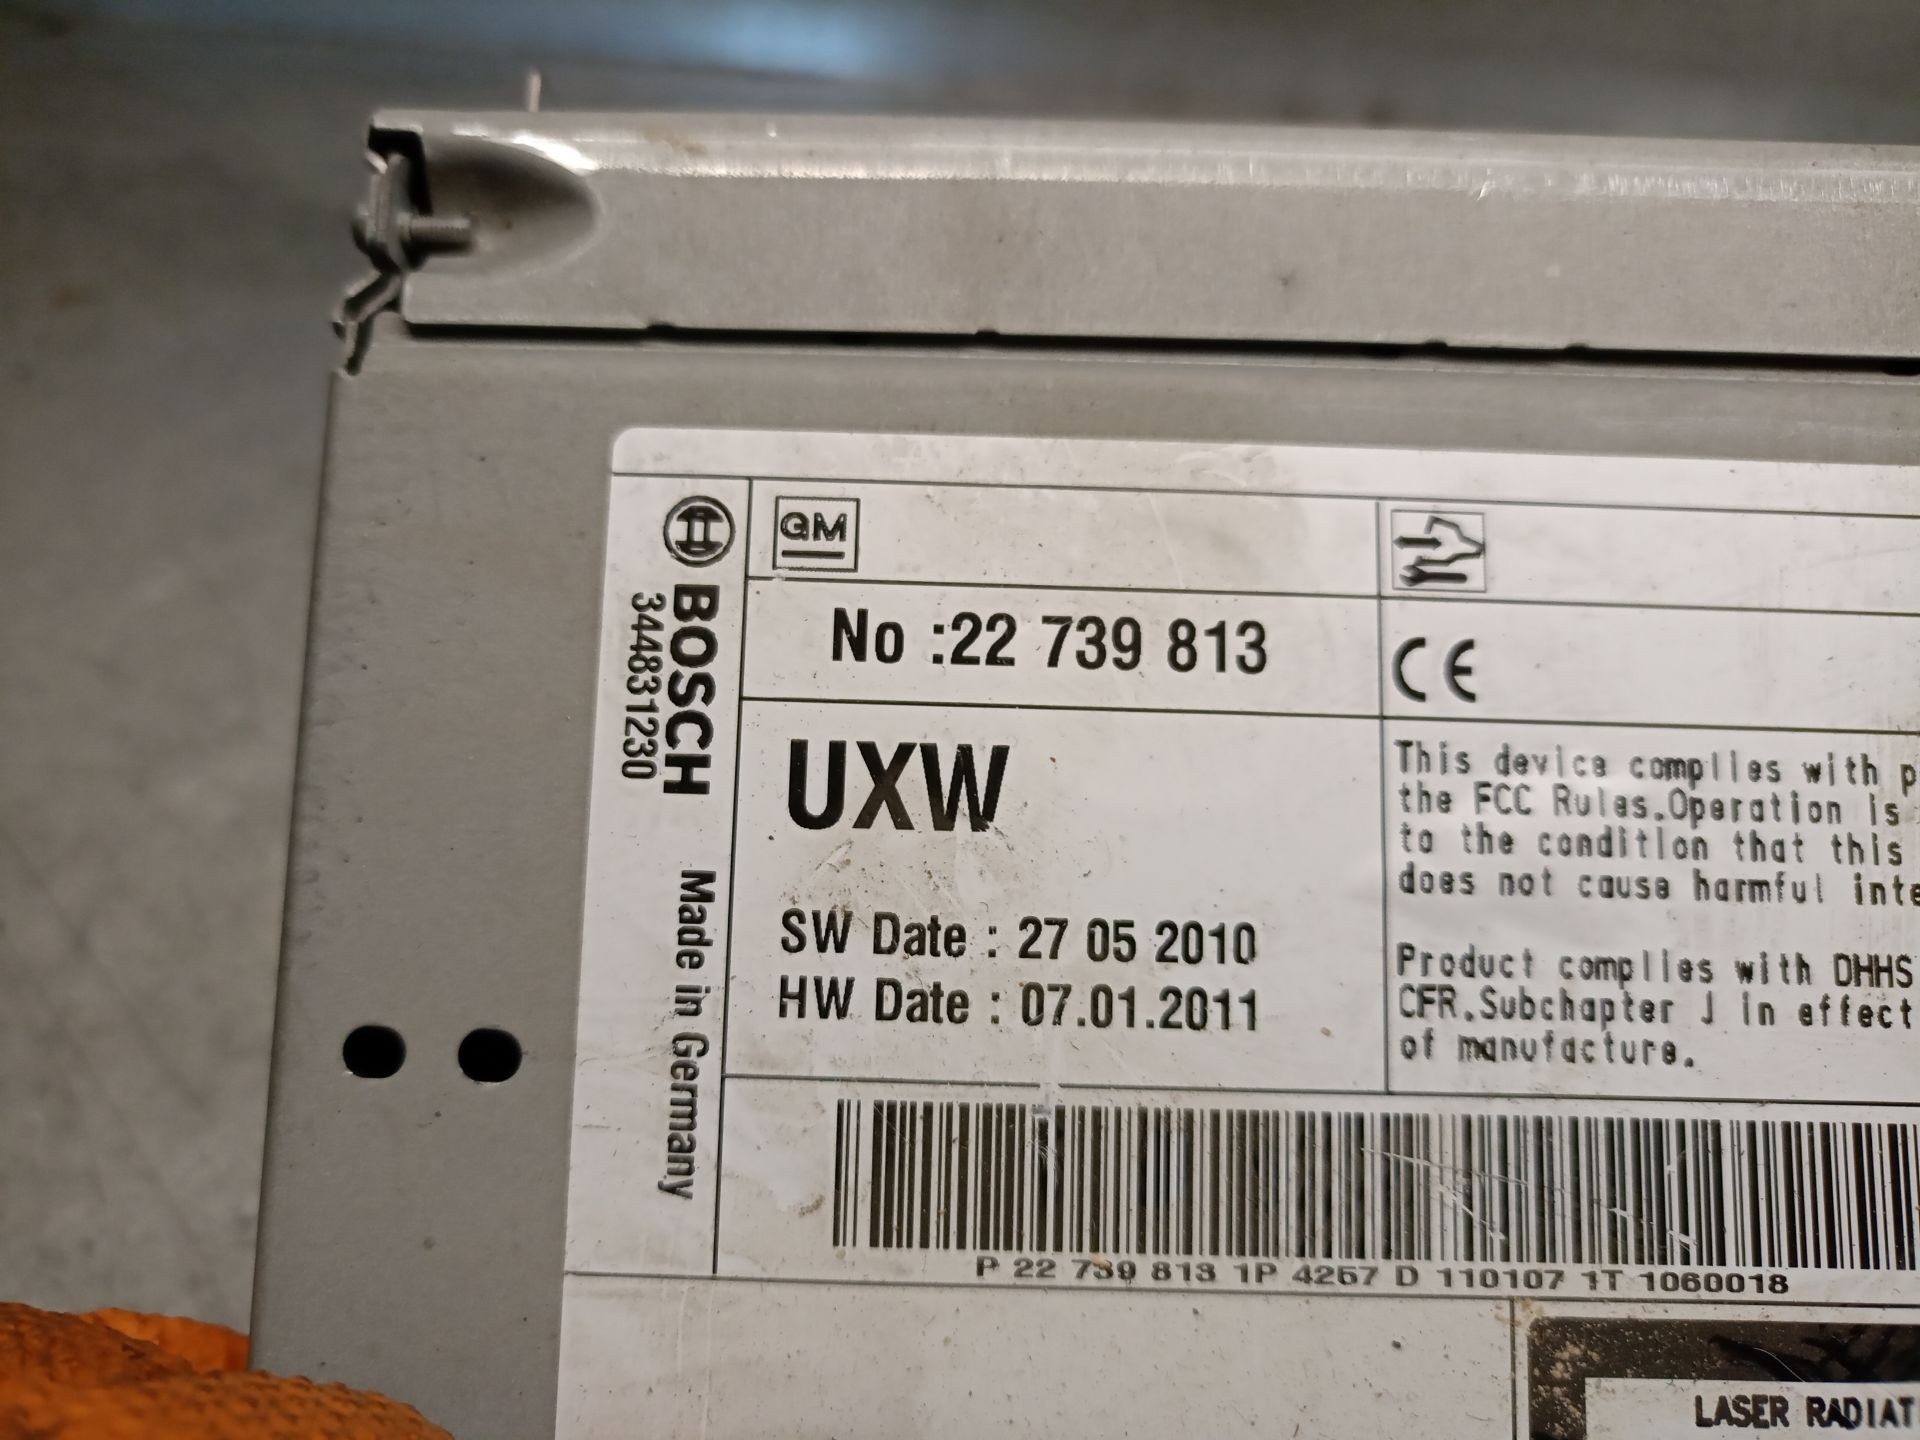 GM
BOSCH
344831230
Made in Germany
No :22 739 813
UXW
SW Date : 27 05 2010
HW Date : 07.01.2011
CE
This device complies with p
the FCC Rules.Operation is
to the condition that this
does not cause harmful inte
Product complies with DHHS
CFR.Subchapter J in effect
of manufacture.
P 22 739 813 1P 4257 D 110107 1T 1060018
LASER RADIAT